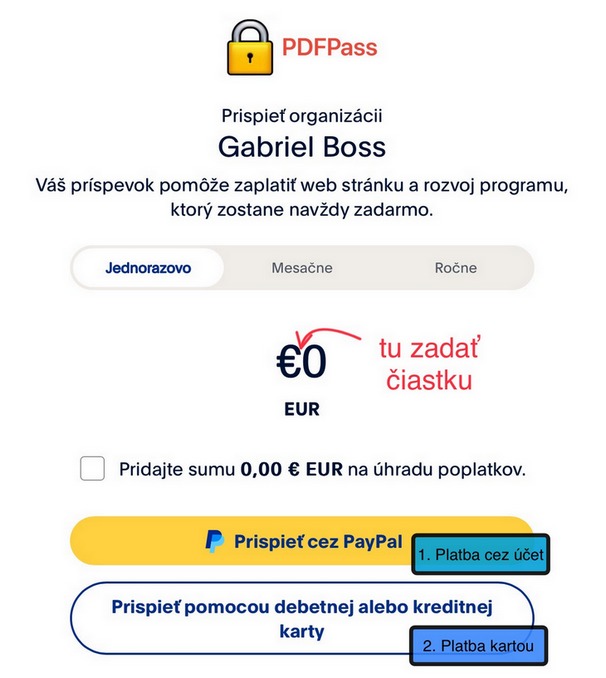 PDFPass
Prispieť organizácii
Gabriel Boss
Váš príspevok pomôže zaplatiť web stránku a rozvoj programu,
ktorý zostane navždy zadarmo.
Jednorazovo Mesačne Ročne
€0
tu zadať
čiastku
EUR
Pridajte sumu 0,00 € EUR na úhradu poplatkov.
Prispieť cez PayPal
1. Platba cez účet
Prispieť pomocou debetnej alebo kreditnej
karty
2. Platba kartou